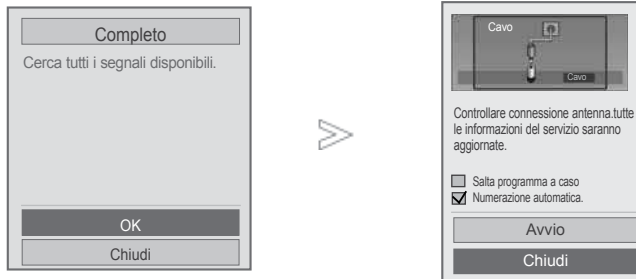 Completo
Cerca tutti i segnali disponibili.
OK
Chiudi
Cavo
Cavo
Controllare connessione antenna.tutte
le informazioni del servizio saranno
aggiornate.
Salta programma a caso
Numerazione automatica.
Avvio
Chiudi